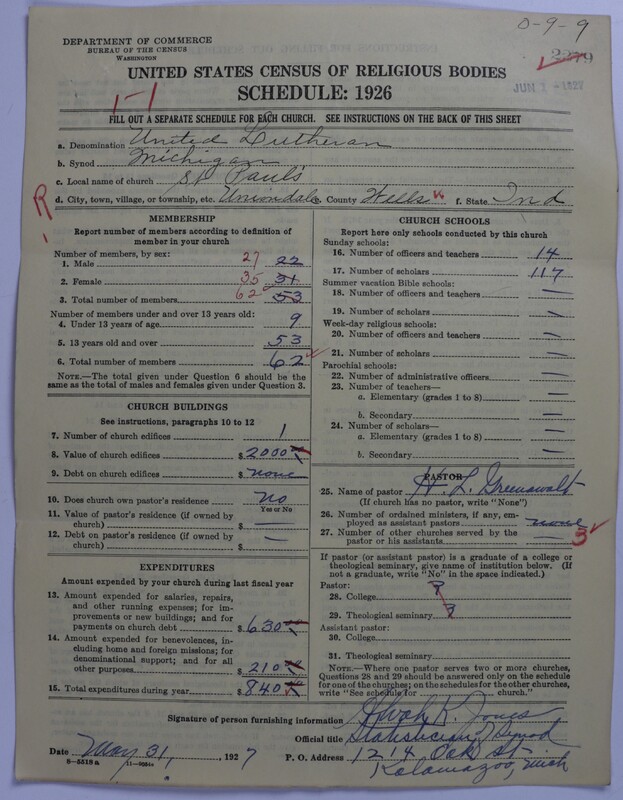 0-9-9
DEPARTMENT OF COMMERCE
BUREAU OF THE CENSUS
WASHINGTON
2279
JUN 1 - 1927
UNITED STATES CENSUS OF RELIGIOUS BODIES
SCHEDULE: 1926
1-1
FILL OUT A SEPARATE SCHEDULE FOR EACH CHURCH. SEE INSTRUCTIONS ON THE BACK OF THIS SHEET
a. Denomination United Lutheran
b. Synod Michigan
c. Local name of church St Pauls
d. City, town, village, or township, etc. Uniondale e. County Wells K f. State Ind
R
MEMBERSHIP
Report number of members according to definition of
member in your church
Number of members, by sex:
1. Male 27 22
2. Female 35 31
3. Total number of members 62 53
Number of members under and over 13 years old:
4. Under 13 years of age 9
5. 13 years old and over 53
6. Total number of members 62
NOTE.—The total given under Question 6 should be the
same as the total of males and females given under Question 3.
CHURCH BUILDINGS
See instructions, paragraphs 10 to 12
7. Number of church edifices 1
8. Value of church edifices $ 2000
9. Debt on church edifices $ none
10. Does church own pastor's residence no
Yes or No
11. Value of pastor's residence (if owned by
church) $ —
12. Debt on pastor's residence (if owned by
church) $ —
EXPENDITURES
Amount expended by your church during last fiscal year
13. Amount expended for salaries, repairs,
and other running expenses; for im-
provements or new buildings; and for
payments on church debt $ 630
14. Amount expended for benevolences, in-
cluding home and foreign missions; for
denominational support; and for all
other purposes $ 210
15. Total expenditures during year $ 840
CHURCH SCHOOLS
Report here only schools conducted by this church
Sunday schools:
16. Number of officers and teachers 14
17. Number of scholars 117
Summer vacation Bible schools:
18. Number of officers and teachers —
19. Number of scholars —
Week-day religious schools:
20. Number of officers and teachers —
21. Number of scholars —
Parochial schools:
22. Number of administrative officers —
23. Number of teachers—
a. Elementary (grades 1 to 8) —
b. Secondary —
24. Number of scholars—
a. Elementary (grades 1 to 8) —
b. Secondary —
PASTOR
25. Name of pastor H. L. Greenawalt
(If church has no pastor, write "None")
26. Number of ordained ministers, if any, em-
ployed as assistant pastors none
27. Number of other churches served by the
pastor or his assistants 3
If pastor (or assistant pastor) is a graduate of a college or
theological seminary, give name of institution below. (If
not a graduate, write "No" in the space indicated.)
Pastor:
28. College ?
29. Theological seminary ?
Assistant pastor:
30. College
31. Theological seminary
NOTE.—Where one pastor serves two or more churches,
Questions 28 and 29 should be answered only on the schedule
for one of the churches; on the schedules for the other churches,
write "See schedule for church."
Signature of person furnishing information R. Jones
Official title Statistician of Synod
Date May 31, 1927 P. O. Address 1214 Oak St
8-5518a 11-9554a Kalamazoo, Mich